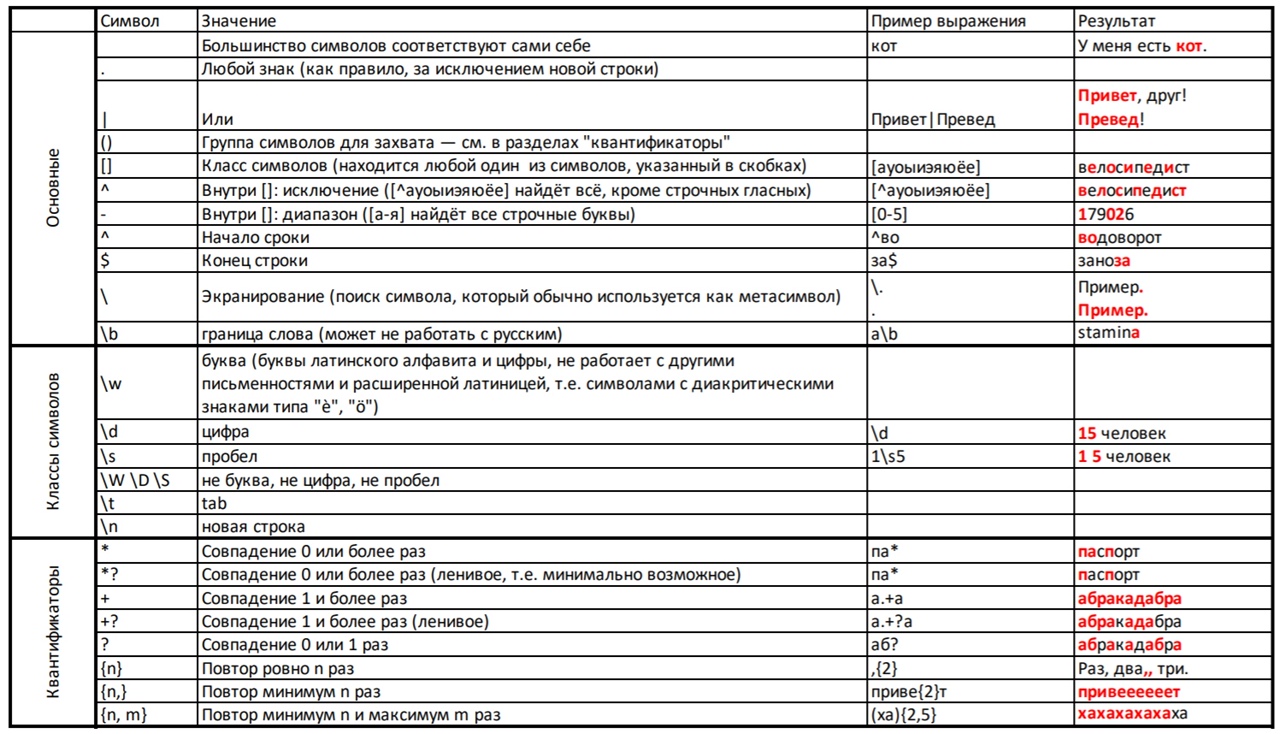 Символ Значение Пример выражения Результат
Основные
Большинство символов соответствуют сами себе кот У меня есть кот.
. Любой знак (как правило, за исключением новой строки)
| Или Привет|Превед Привет, друг!
Превед!
() Группа символов для захвата — см. в разделах "квантификаторы"
[] Класс символов (находится любой один из символов, указанный в скобках) [ауоыиэяюёе] велосипедист
^ Внутри []: исключение ([^ауоыиэяюёе] найдёт всё, кроме строчных гласных) [^ауоыиэяюёе] велосипедист
- Внутри []: диапазон ([а-я] найдёт все строчные буквы) [0-5] 179026
^ Начало сроки ^во водоворот
$ Конец строки за$ заноза
\ Экранирование (поиск символа, который обычно используется как метасимвол) \. Пример.
. Пример.
\b граница слова (может не работать с русским) a\b stamina
Классы символов
\w буква (буквы латинского алфавита и цифры, не работает с другими
письменностями и расширенной латиницей, т.е. символами с диакритическими
знаками типа "è", "ö")
\d цифра \d 15 человек
\s пробел 1\s5 1 5 человек
\W \D \S не буква, не цифра, не пробел
\t tab
\n новая строка
Квантификаторы
* Совпадение 0 или более раз па* паспорт
*? Совпадение 0 или более раз (ленивое, т.е. минимально возможное) па* паспорт
+ Совпадение 1 и более раз а.+а абракадабра
+? Совпадение 1 и более раз (ленивое) а.+?а абракадабра
? Совпадение 0 или 1 раз аб? абракадабра
{n} Повтор ровно n раз ,{2} Раз, два,, три.
{n,} Повтор минимум n раз приве{2}т привеееееет
{n, m} Повтор минимум n и максимум m раз (ха){2,5} хахахахахаха